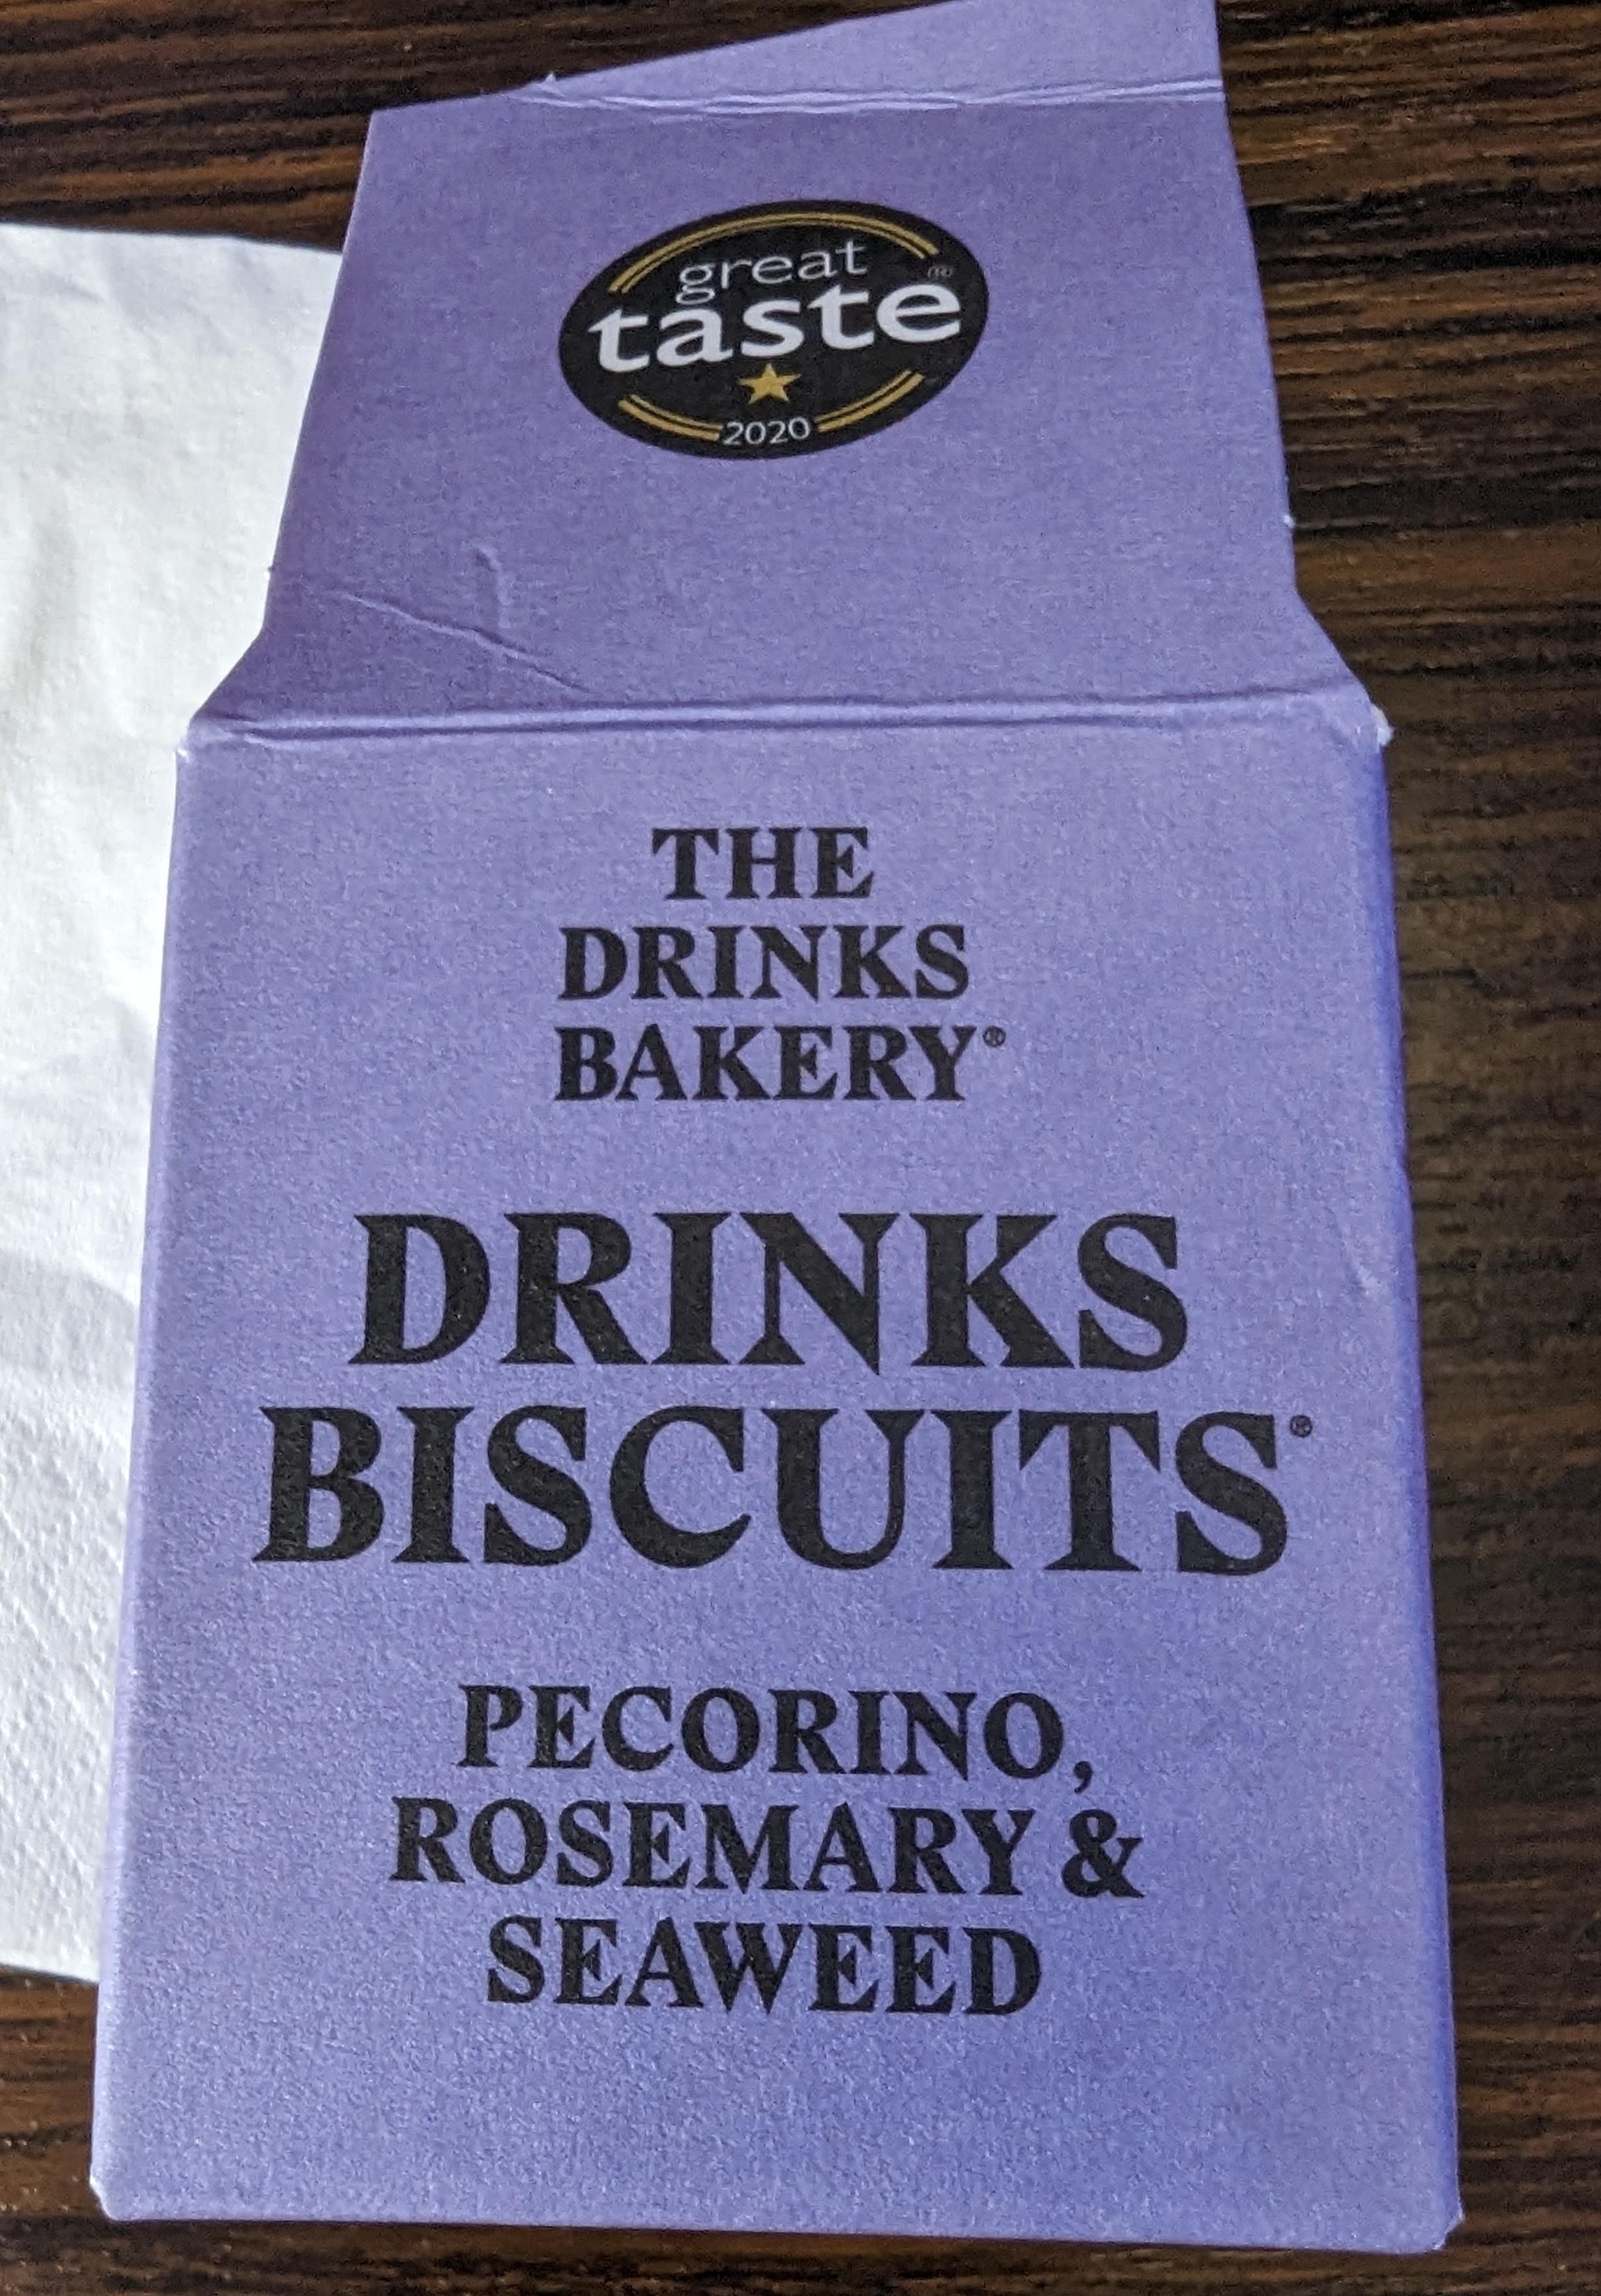 great
taste®
2020
THE
DRINKS
BAKERY®
DRINKS
BISCUITS®
PECORINO,
ROSEMARY &
SEAWEED